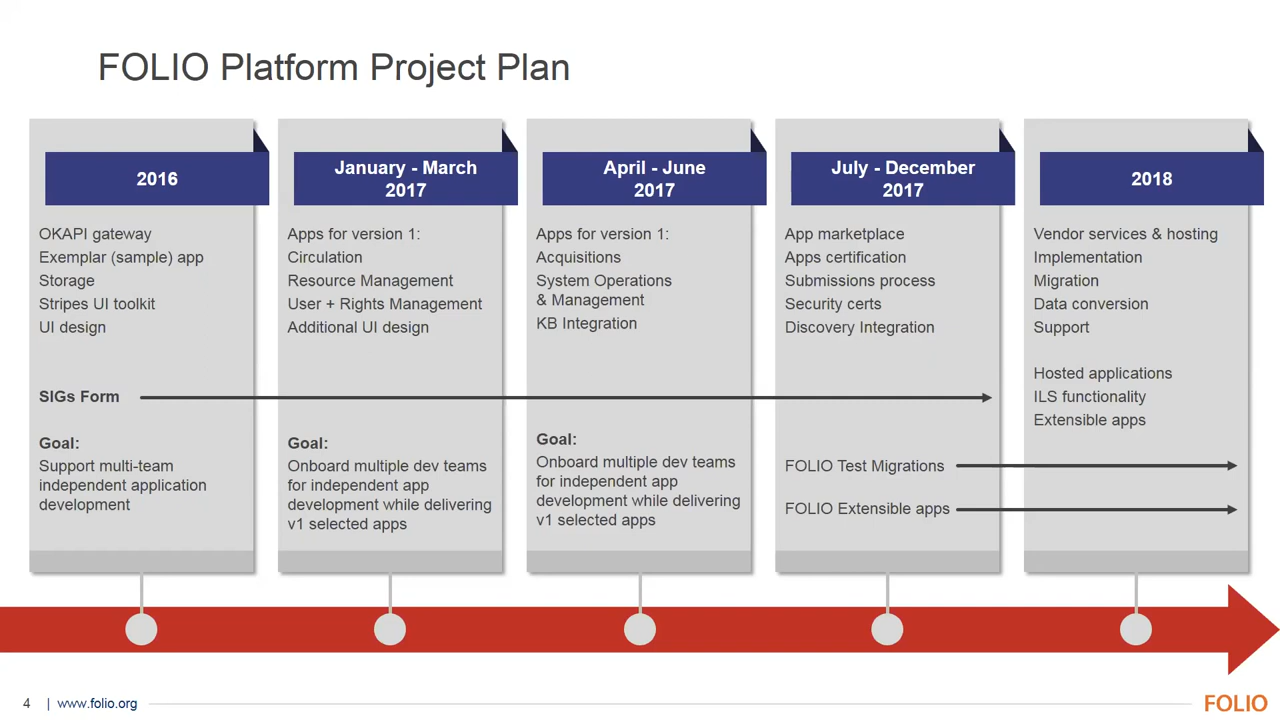 FOLIO Platform Project Plan
2016
OKAPI gateway
Exemplar (sample) app
Storage
Stripes UI toolkit
UI design
SIGs Form
Goal:
Support multi-team
independent application
development
January - March
2017
Apps for version 1:
Circulation
Resource Management
User + Rights Management
Additional UI design
Goal:
Onboard multiple dev teams
for independent app
development while delivering
v1 selected apps
April - June
2017
Apps for version 1:
Acquisitions
System Operations
& Management
KB Integration
Goal:
Onboard multiple dev teams
for independent app
development while delivering
v1 selected apps
July - December
2017
App marketplace
Apps certification
Submissions process
Security certs
Discovery Integration
FOLIO Test Migrations
FOLIO Extensible apps
2018
Vendor services & hosting
Implementation
Migration
Data conversion
Support
Hosted applications
ILS functionality
Extensible apps
4 | www.folio.org
FOLIO